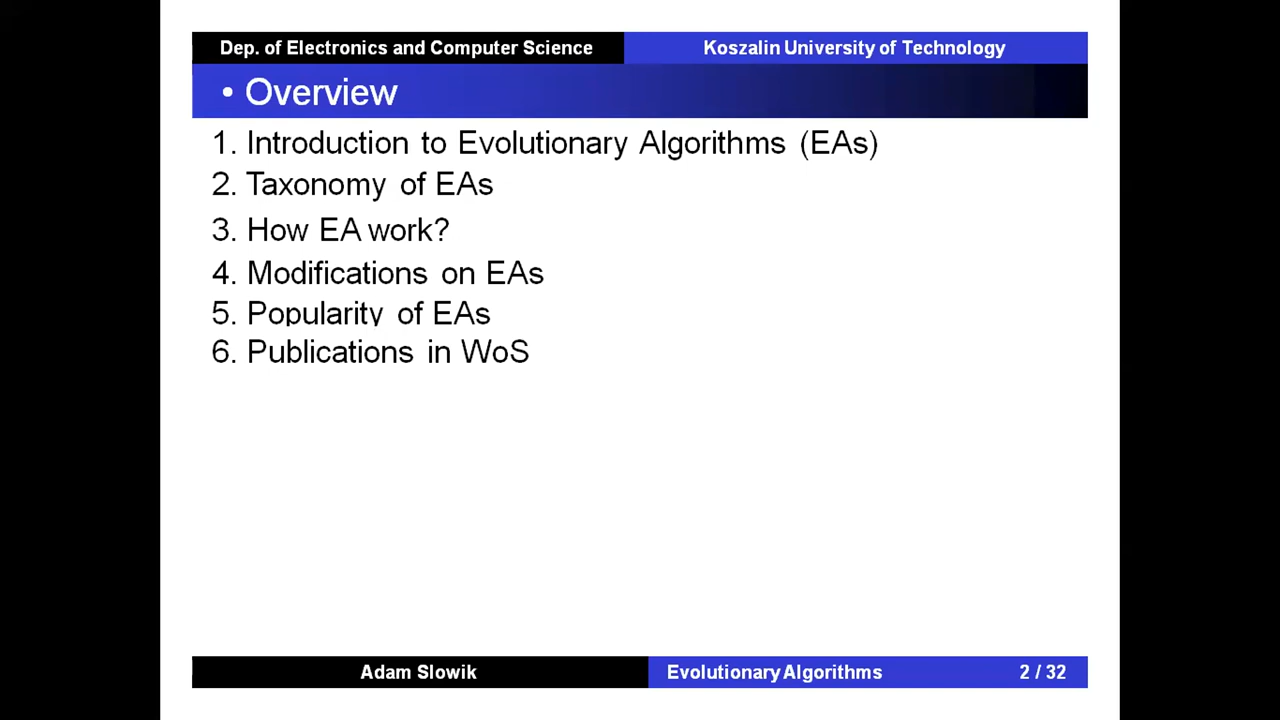 Dep. of Electronics and Computer Science Koszalin University of Technology
• Overview
1. Introduction to Evolutionary Algorithms (EAs)
2. Taxonomy of EAs
3. How EA work?
4. Modifications on EAs
5. Popularity of EAs
6. Publications in WoS
Adam Slowik Evolutionary Algorithms 2 / 32